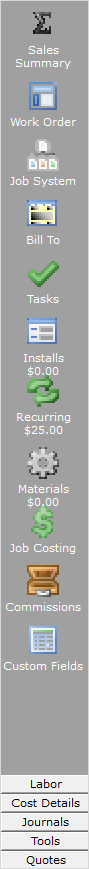 Sales
Summary
Work Order
Job System
Bill To
Tasks
Installs
$0.00
Recurring
$25.00
Materials
$0.00
Job Costing
Commissions
Custom Fields
Labor
Cost Details
Journals
Tools
Quotes